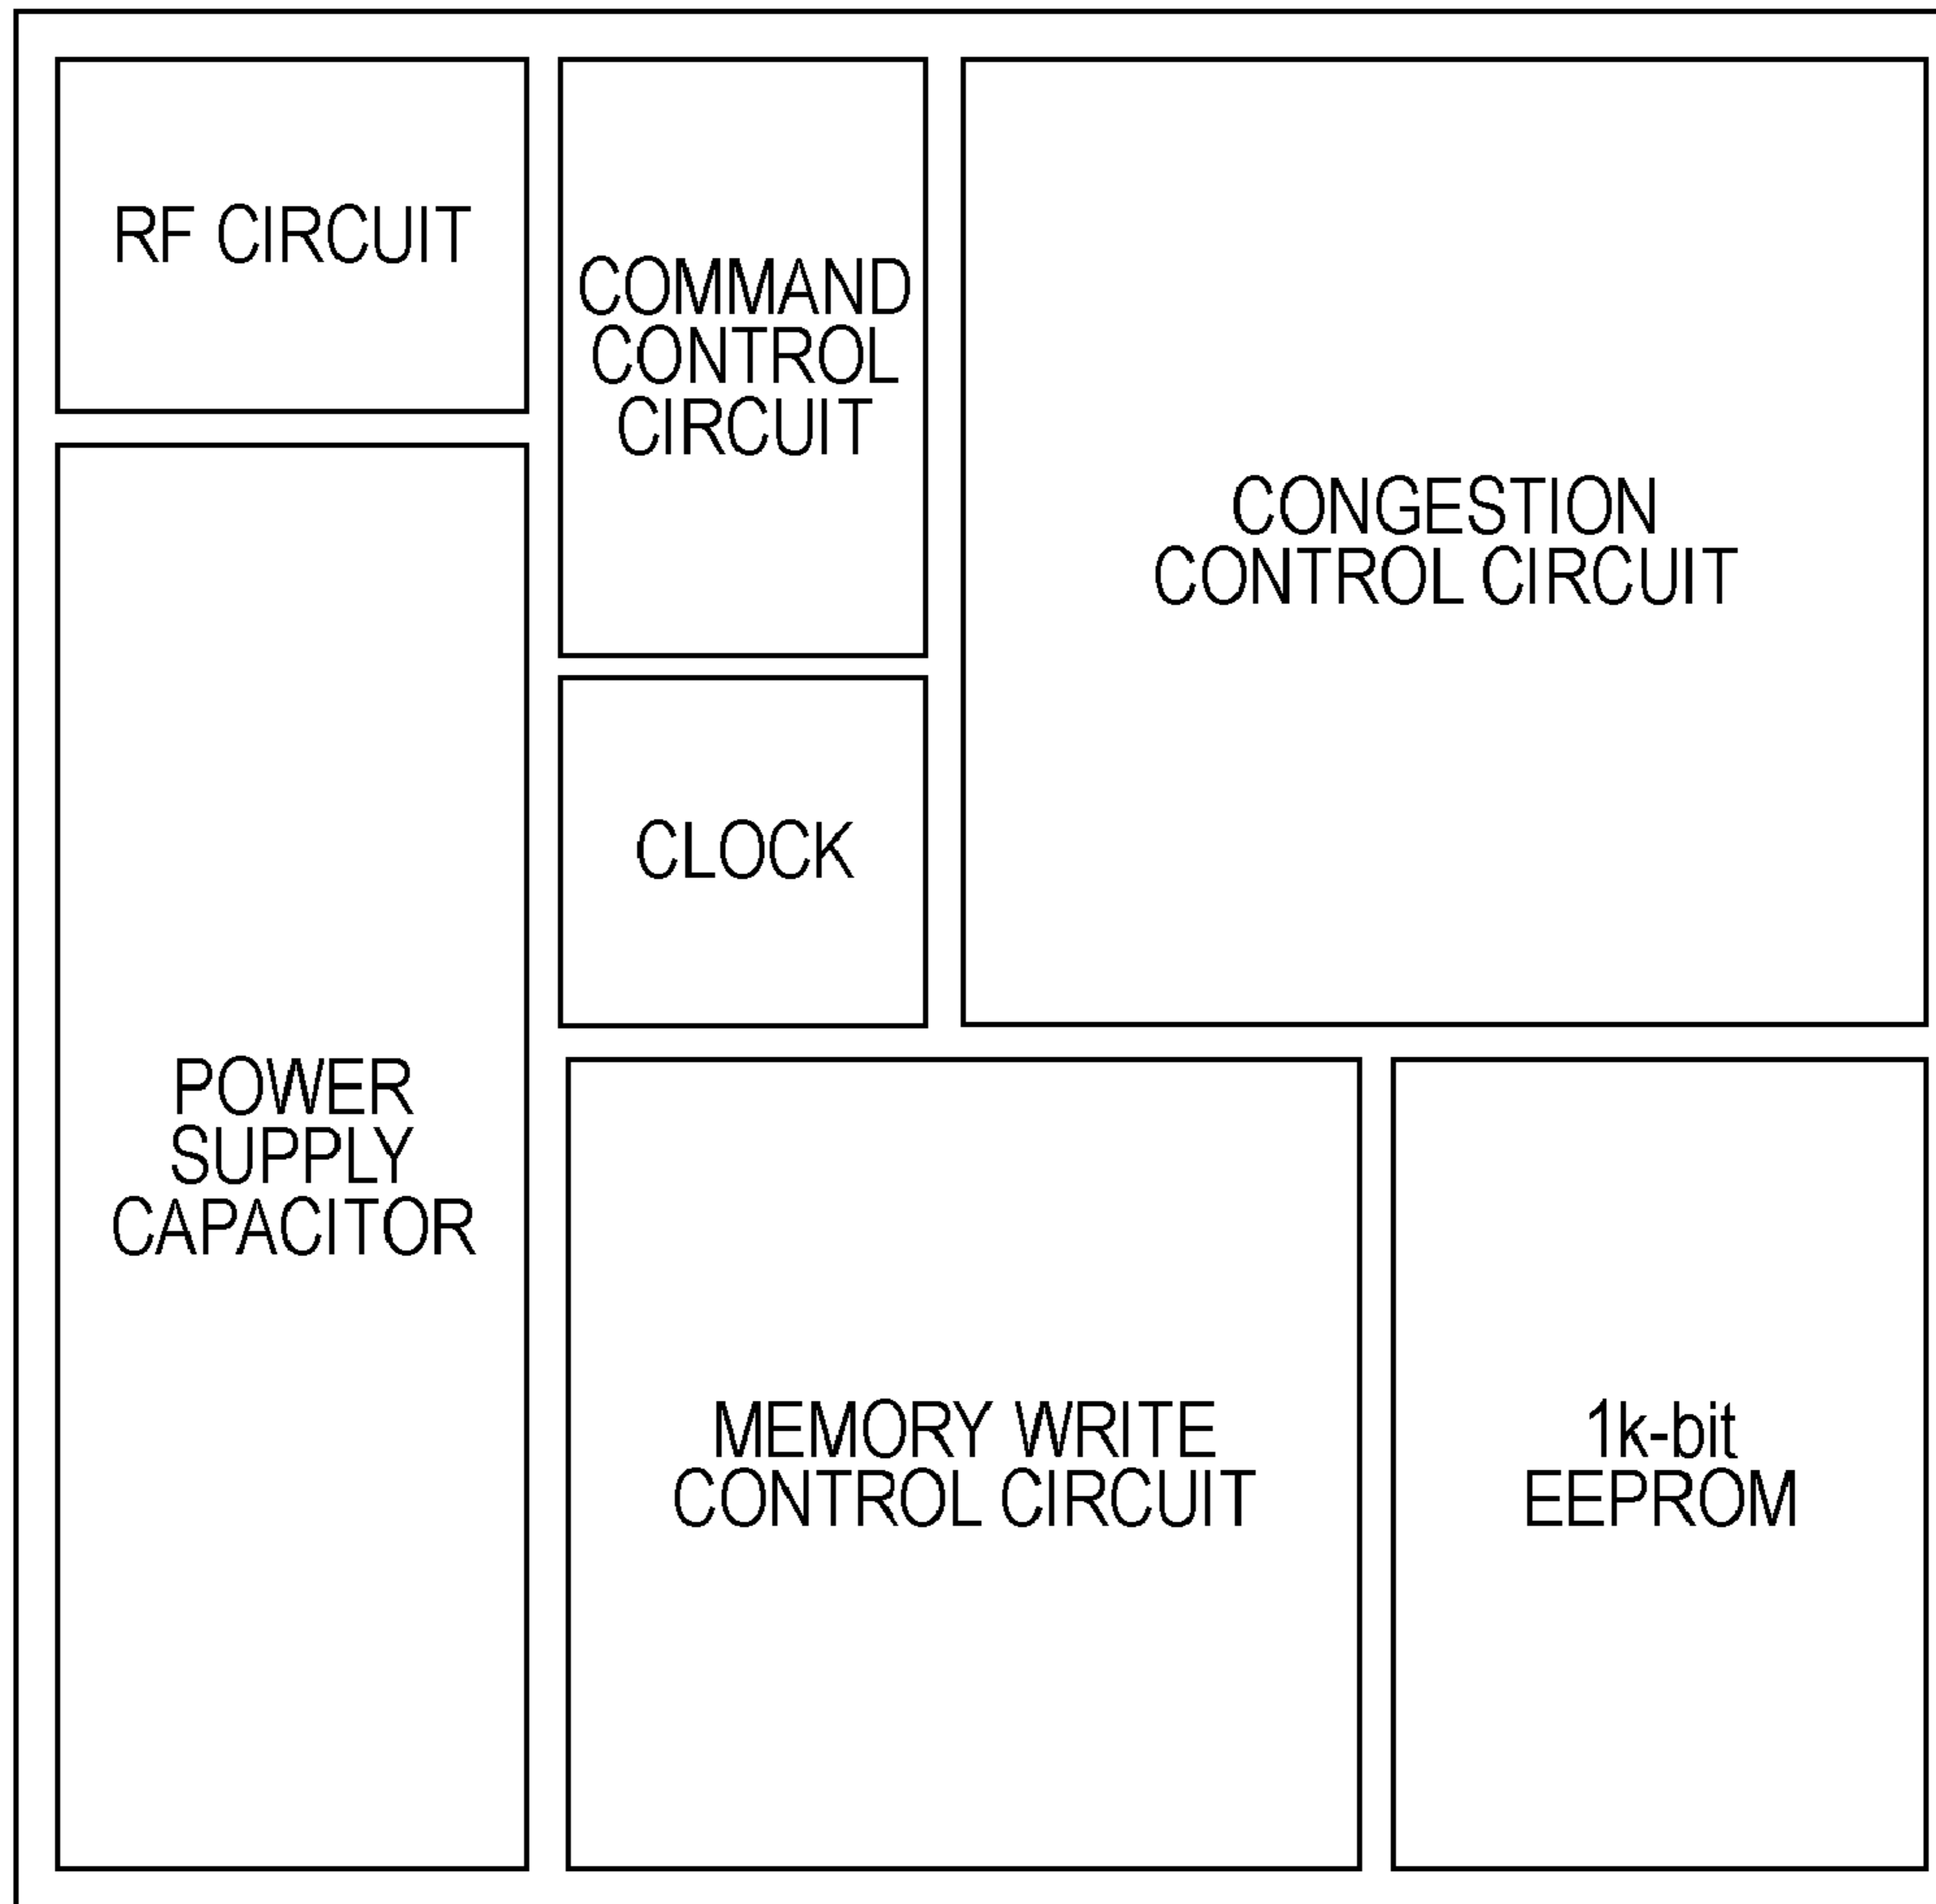 RF CIRCUIT
COMMAND
CONTROL
CIRCUIT
CONGESTION
CONTROL CIRCUIT
CLOCK
POWER
SUPPLY
CAPACITOR
MEMORY WRITE
CONTROL CIRCUIT
1k-bit
EEPROM